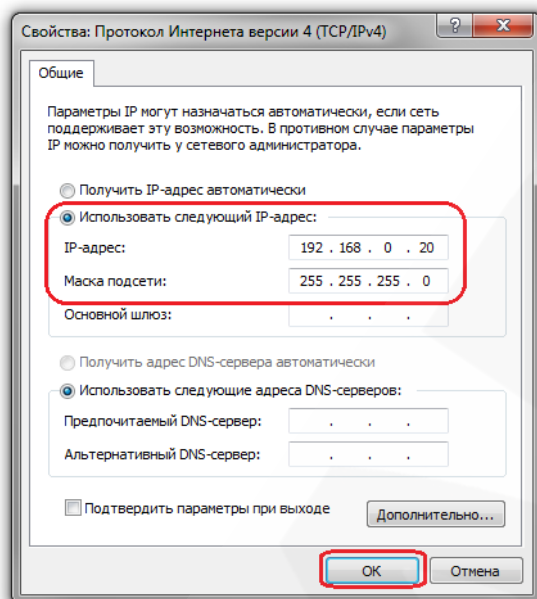 Свойства: Протокол Интернета версии 4 (TCP/IPv4)
Общие
Параметры IP могут назначаться автоматически, если сеть
поддерживает эту возможность. В противном случае параметры
IP можно получить у сетевого администратора.
Получить IP-адрес автоматически
Использовать следующий IP-адрес:
IP-адрес: 192 . 168 . 0 . 20
Маска подсети: 255 . 255 . 255 . 0
Основной шлюз: . . .
Получить адрес DNS-сервера автоматически
Использовать следующие адреса DNS-серверов:
Предпочитаемый DNS-сервер: . . .
Альтернативный DNS-сервер: . . .
Подтвердить параметры при выходе
Дополнительно...
ОК Отмена